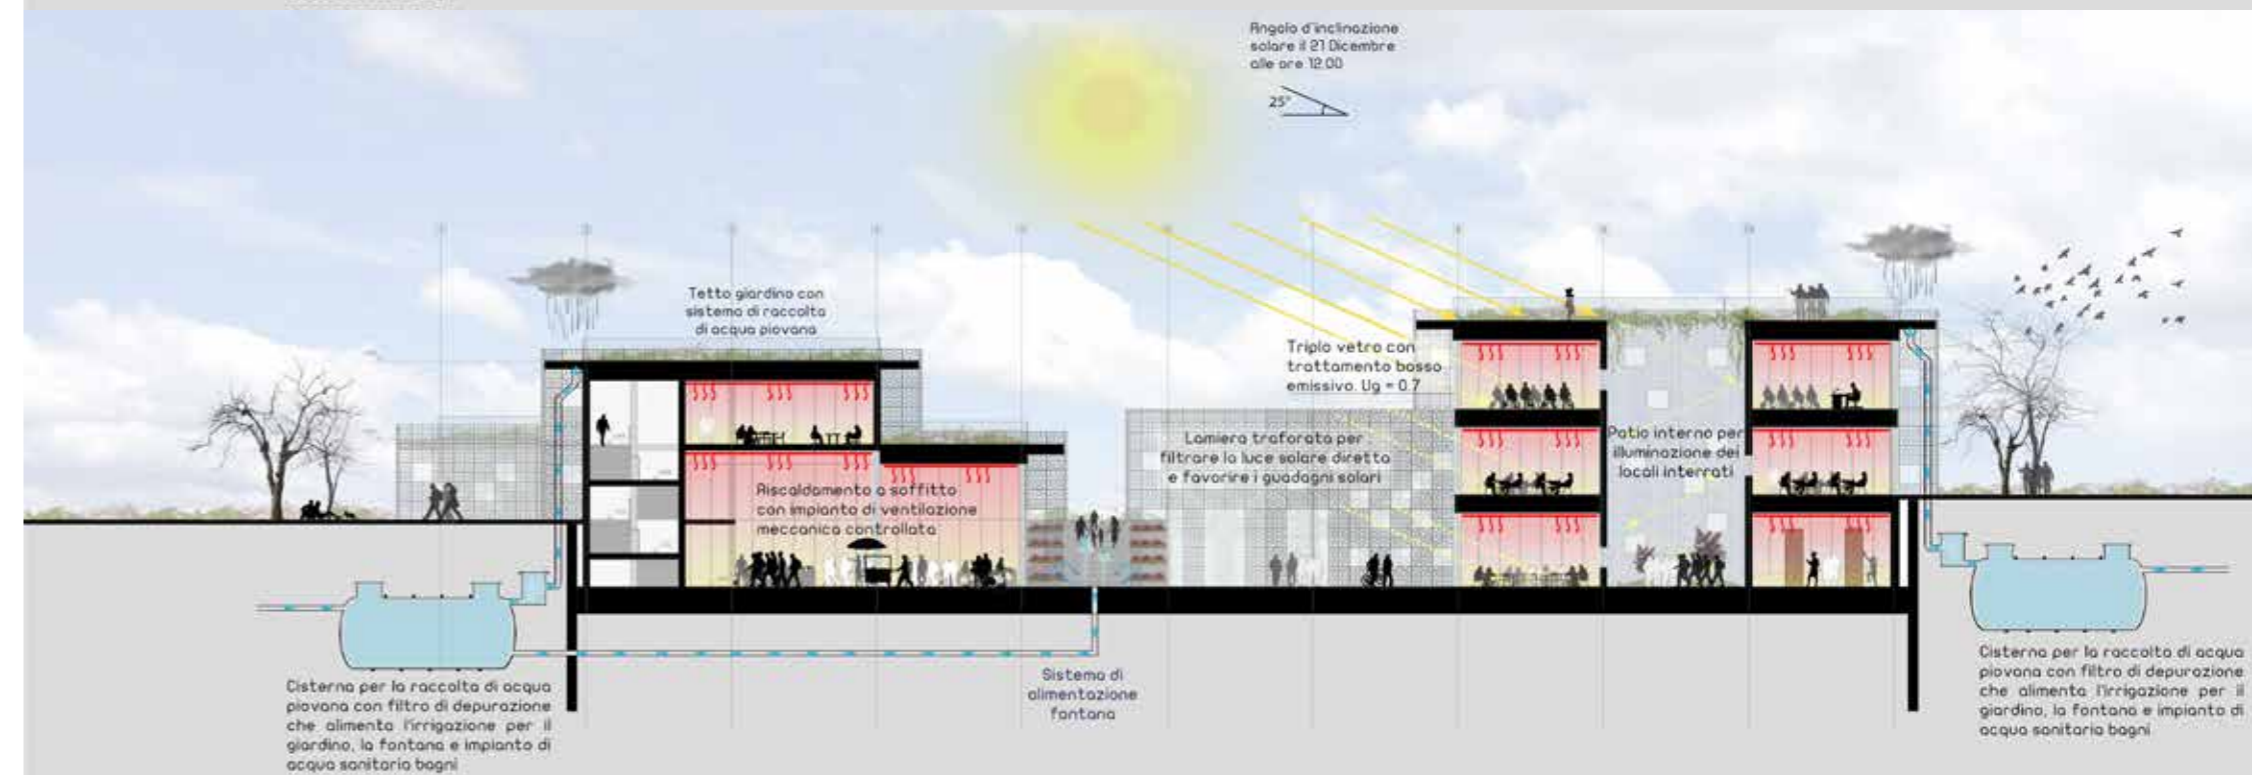 Angolo d'inclinazione
solare il 21 Dicembre
alle ore 12.00
25°
Tetto giardino con
sistema di raccolta
di acqua piovana
Triplo vetro con
trattamento basso
emissivo. Ug = 0.7
Lamiera traforata per
filtrare la luce solare diretta
e favorire i guadagni solari
Patio interno per
illuminazione dei
locali interrati
Riscaldamento a soffitto
con impianto di ventilazione
meccanica controllata
Sistema di
alimentazione
fontana
Cisterna per la raccolta di acqua
piovana con filtro di depurazione
che alimenta l'irrigazione per il
giardino, la fontana e impianto di
acqua sanitaria bagni
Cisterna per la raccolta di acqua
piovana con filtro di depurazione
che alimenta l'irrigazione per il
giardino, la fontana e impianto di
acqua sanitaria bagni